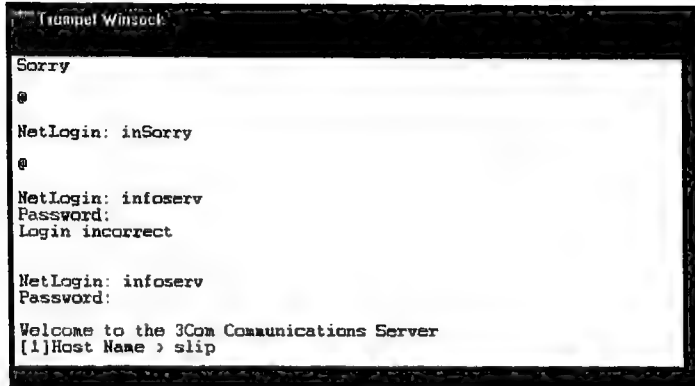 Trumpet Winsock
Sorry
@
NetLogin: inSorry
@
NetLogin: infoserv
Password:
Login incorrect
NetLogin: infoserv
Password:
Welcome to the 3Com Communications Server
[1]Host Name > slip